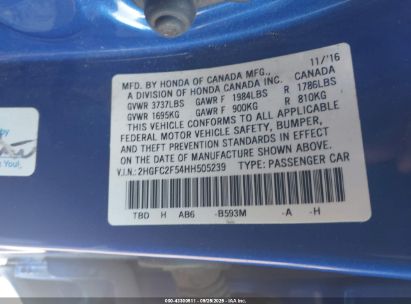 11/'16
MFD. BY HONDA OF CANADA MFG.,
A DIVISION OF HONDA CANADA INC. CANADA
GVWR 3737LBS GAWR F 1984LBS R 1786LBS
GVWR 1695KG GAWR F 900KG R 810KG
THIS VEHICLE CONFORMS TO ALL APPLICABLE
FEDERAL MOTOR VEHICLE SAFETY, BUMPER,
AND THEFT PREVENTION STANDARDS IN EFFECT
ON THE DATE OF MANUFACTURE SHOWN ABOVE.
V.I.N.: 2HGFC2F54HH505239 TYPE: PASSENGER CAR
TBD H AB6 -B593M -A -H
by
You!